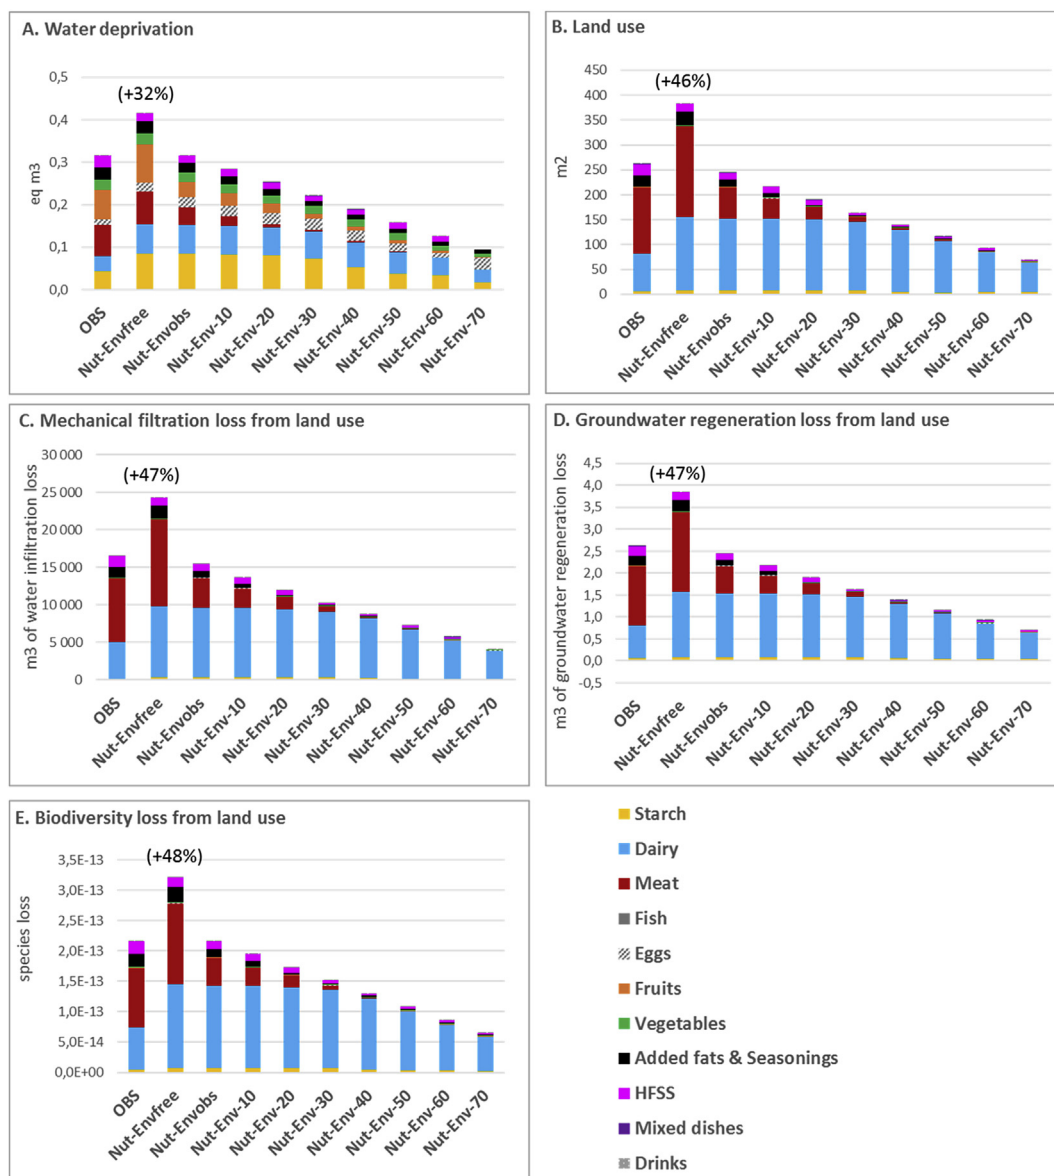 A. Water deprivation
(+32%)
0,5
0,4
0,3
0,2
0,1
0,0
eq m3
OBS
Nut-Envfree
Nut-Envobs
Nut-Env-10
Nut-Env-20
Nut-Env-30
Nut-Env-40
Nut-Env-50
Nut-Env-60
Nut-Env-70
B. Land use
(+46%)
450
400
350
300
250
200
150
100
50
0
m2
OBS
Nut-Envfree
Nut-Envobs
Nut-Env-10
Nut-Env-20
Nut-Env-30
Nut-Env-40
Nut-Env-50
Nut-Env-60
Nut-Env-70
C. Mechanical filtration loss from land use
(+47%)
30 000
25 000
20 000
15 000
10 000
5 000
0
m3 of water infiltration loss
OBS
Nut-Envfree
Nut-Envobs
Nut-Env-10
Nut-Env-20
Nut-Env-30
Nut-Env-40
Nut-Env-50
Nut-Env-60
Nut-Env-70
D. Groundwater regeneration loss from land use
(+47%)
4,5
4,0
3,5
3,0
2,5
2,0
1,5
1,0
0,5
0,0
-0,5
m3 of groundwater regeneration loss
OBS
Nut-Envfree
Nut-Envobs
Nut-Env-10
Nut-Env-20
Nut-Env-30
Nut-Env-40
Nut-Env-50
Nut-Env-60
Nut-Env-70
E. Biodiversity loss from land use
(+48%)
3,5E-13
3,0E-13
2,5E-13
2,0E-13
1,5E-13
1,0E-13
5,0E-14
0,0E+00
species loss
OBS
Nut-Envfree
Nut-Envobs
Nut-Env-10
Nut-Env-20
Nut-Env-30
Nut-Env-40
Nut-Env-50
Nut-Env-60
Nut-Env-70
Starch
Dairy
Meat
Fish
Eggs
Fruits
Vegetables
Added fats & Seasonings
HFSS
Mixed dishes
Drinks